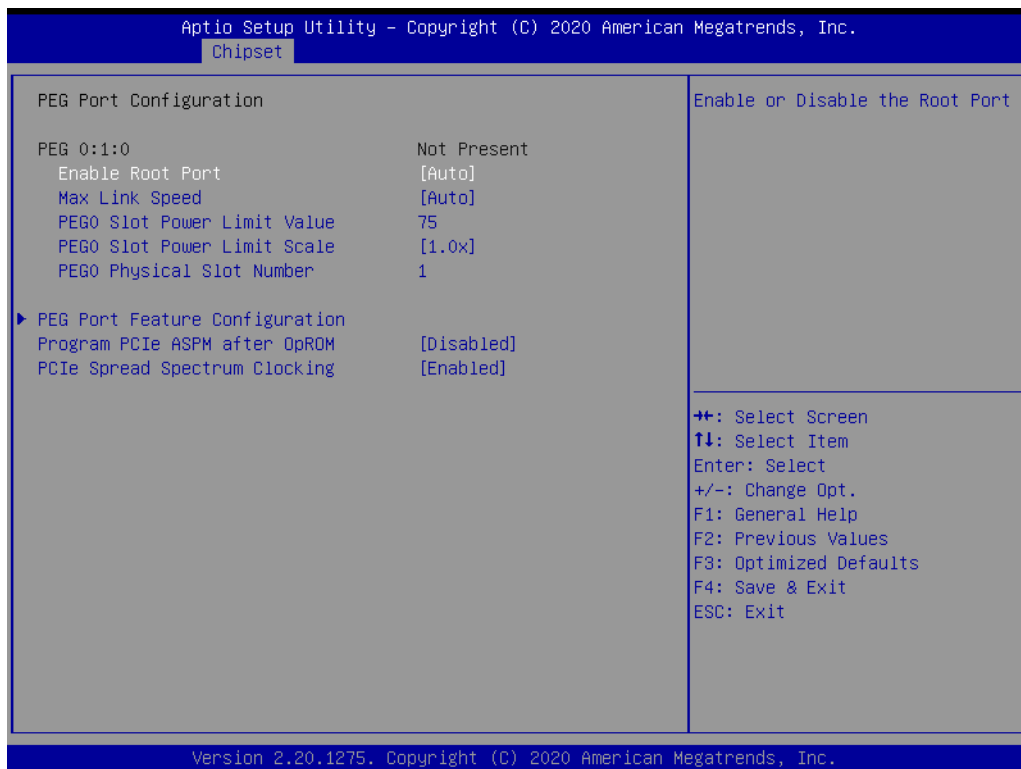 Aptio Setup Utility – Copyright (C) 2020 American Megatrends, Inc.
Chipset
PEG Port Configuration
PEG 0:1:0 Not Present
Enable Root Port [Auto]
Max Link Speed [Auto]
PEG0 Slot Power Limit Value 75
PEG0 Slot Power Limit Scale [1.0x]
PEG0 Physical Slot Number 1
PEG Port Feature Configuration
Program PCIe ASPM after OpROM [Disabled]
PCIe Spread Spectrum Clocking [Enabled]
Enable or Disable the Root Port
→←: Select Screen
↑↓: Select Item
Enter: Select
+/-: Change Opt.
F1: General Help
F2: Previous Values
F3: Optimized Defaults
F4: Save & Exit
ESC: Exit
Version 2.20.1275. Copyright (C) 2020 American Megatrends, Inc.